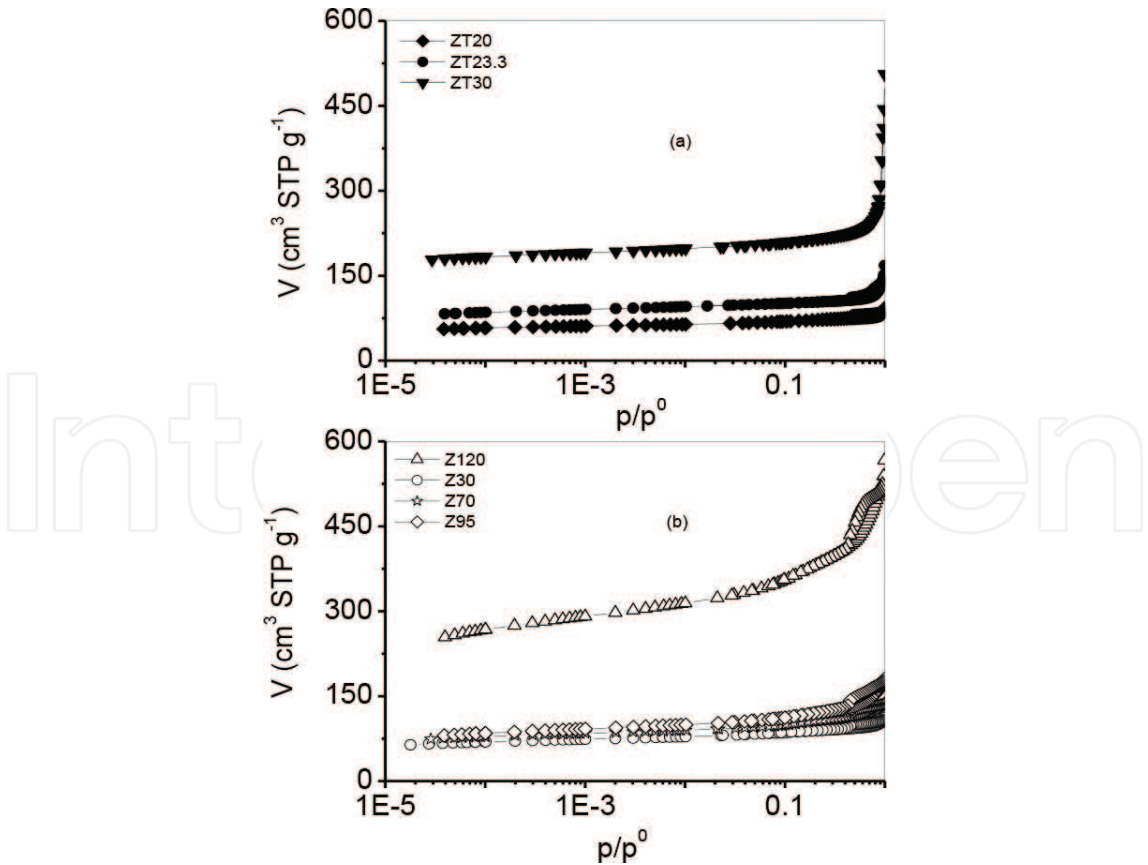 600
450
300
150
0
V (cm³ STP g⁻¹)
ZT20
ZT23.3
ZT30
(a)
1E-5
1E-3
0.1
p/p⁰
600
450
300
150
0
V (cm³ STP g⁻¹)
Z120
Z30
Z70
Z95
(b)
1E-5
1E-3
0.1
p/p⁰